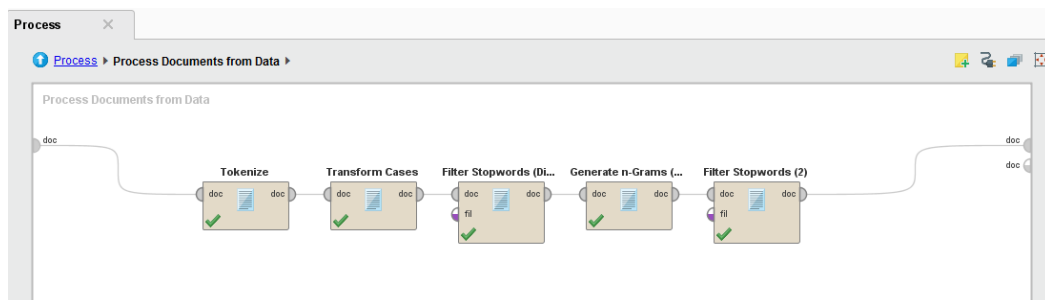 Process
Process ▸ Process Documents from Data ▸
Process Documents from Data
doc
doc
doc
Tokenize
doc doc
Transform Cases
doc doc
Filter Stopwords (Di...
doc doc
fil
Generate n-Grams (...
doc doc
Filter Stopwords (2)
doc doc
fil